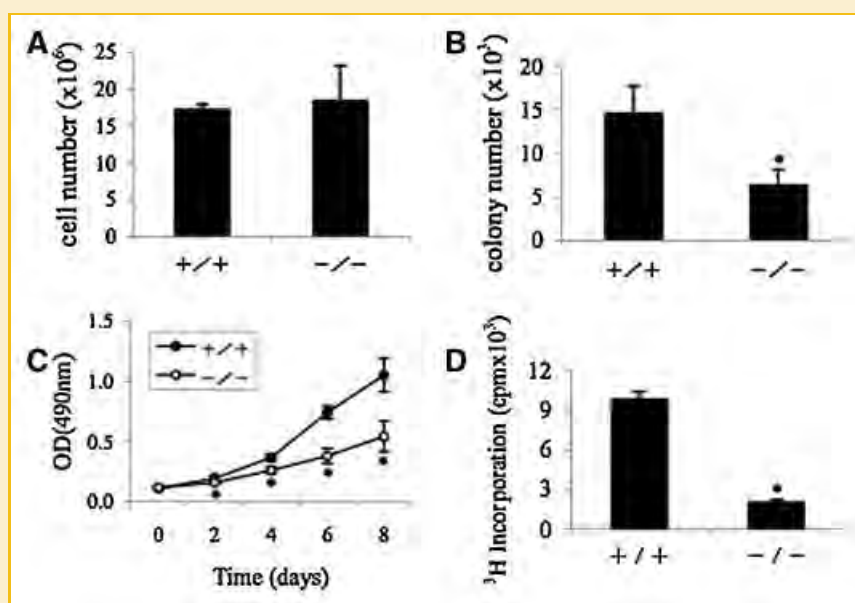 A
cell number (x10⁶)
25
20
15
10
5
0
+/+
−/−
B
colony number (x10²)
20
15
10
5
0
+/+
−/−
C
OD(490nm)
1.5
1.0
0.5
0.0
+/+
−/−
0 2 4 6 8
Time (days)
D
³H Incorporation (cpmx10³)
12
9
6
3
0
+/+
−/−